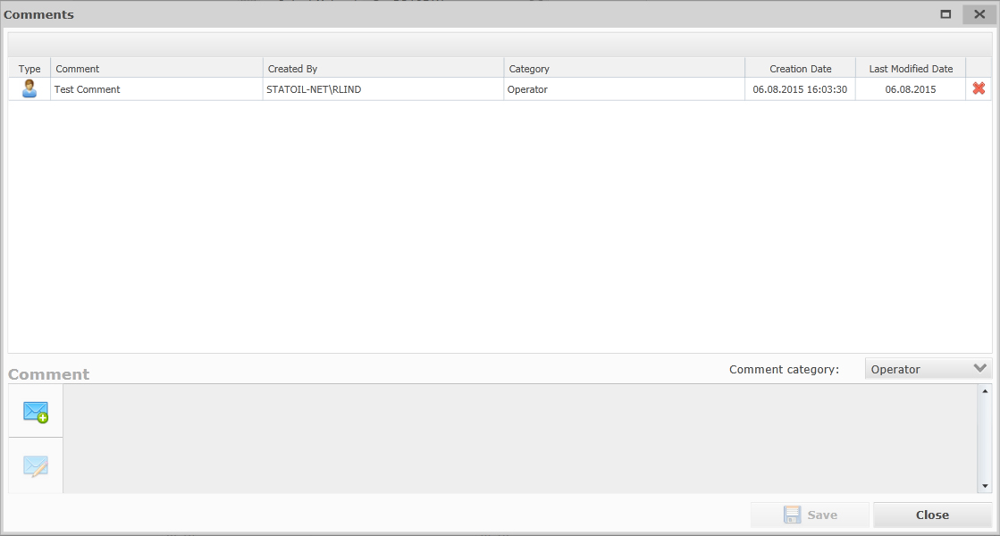 Comments
Type Comment Created By Category Creation Date Last Modified Date
Test Comment STATOIL-NET\RLIND Operator 06.08.2015 16:03:30 06.08.2015
Comment Comment category: Operator
Save Close